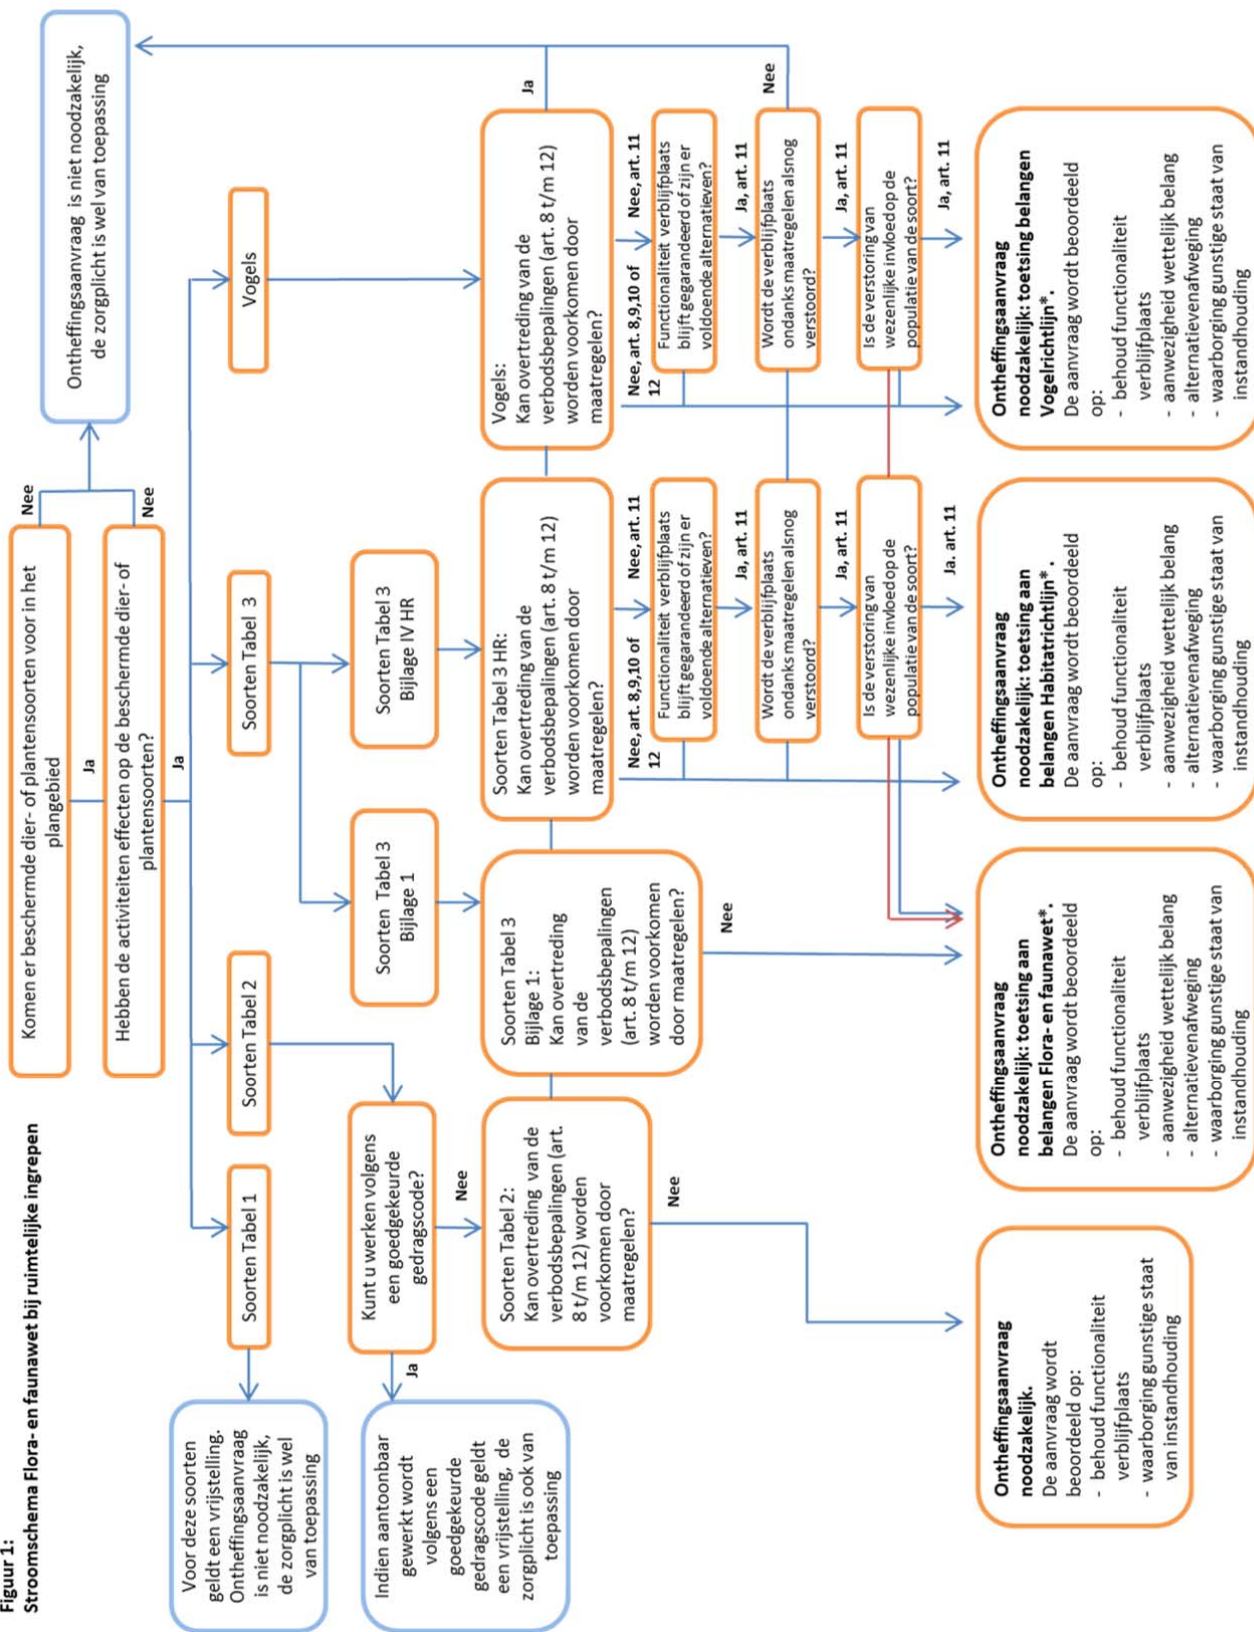 Figuur 1:
Stroomschema Flora- en faunawet bij ruimtelijke ingrepen
Komen er beschermde dier- of plantensoorten voor in het
plangebied
Nee
Ja
Hebben de activiteiten effecten op de beschermde dier- of
plantensoorten?
Nee
Ja
Ontheffingsaanvraag is niet noodzakelijk,
de zorgplicht is wel van toepassing
Soorten Tabel 1
Soorten Tabel 2
Soorten Tabel 3
Vogels
Voor deze soorten
geldt een vrijstelling.
Ontheffingsaanvraag
is niet noodzakelijk,
de zorgplicht is wel
van toepassing
Kunt u werken volgens
een goedgekeurde
gedragscode?
Ja
Nee
Soorten Tabel 3
Bijlage 1
Soorten Tabel 3
Bijlage IV HR
Indien aantoonbaar
gewerkt wordt
volgens een
goedgekeurde
gedragscode geldt
een vrijstelling, de
zorgplicht is ook van
toepassing
Soorten Tabel 2:
Kan overtreding van de
verbodsbepalingen (art.
8 t/m 12) worden
voorkomen door
maatregelen?
Nee
Soorten Tabel 3
Bijlage 1:
Kan overtreding
van de
verbodsbepalingen
(art. 8 t/m 12)
worden voorkomen
door maatregelen?
Nee
Soorten Tabel 3 HR:
Kan overtreding van de
verbodsbepalingen (art. 8 t/m 12)
worden voorkomen door
maatregelen?
Nee, art. 8,9,10 of
12
Nee, art. 11
Functionaliteit verblijfplaats
blijft gegarandeerd of zijn er
voldoende alternatieven?
Ja, art. 11
Wordt de verblijfplaats
ondanks maatregelen alsnog
verstoord?
Ja, art. 11
Is de verstoring van
wezenlijke invloed op de
populatie van de soort?
Ja. art. 11
Vogels:
Kan overtreding van de
verbodsbepalingen (art. 8 t/m 12)
worden voorkomen door
maatregelen?
Ja
Nee, art. 8,9,10 of
12
Nee, art. 11
Functionaliteit verblijfplaats
blijft gegarandeerd of zijn er
voldoende alternatieven?
Ja, art. 11
Wordt de verblijfplaats
ondanks maatregelen alsnog
verstoord?
Nee
Ja, art. 11
Is de verstoring van
wezenlijke invloed op de
populatie van de soort?
Ja, art. 11
Ontheffingsaanvraag
noodzakelijk.
De aanvraag wordt
beoordeeld op:
- behoud functionaliteit
verblijfplaats
- waarborging gunstige staat
van instandhouding
Ontheffingsaanvraag
noodzakelijk: toetsing aan
belangen Flora- en faunawet*.
De aanvraag wordt beoordeeld
op:
- behoud functionaliteit
verblijfplaats
- aanwezigheid wettelijk belang
- alternatievenafweging
- waarborging gunstige staat van
instandhouding
Ontheffingsaanvraag
noodzakelijk: toetsing aan
belangen Habitatrichtlijn*.
De aanvraag wordt beoordeeld
op:
- behoud functionaliteit
verblijfplaats
- aanwezigheid wettelijk belang
- alternatievenafweging
- waarborging gunstige staat van
instandhouding
Ontheffingsaanvraag
noodzakelijk: toetsing belangen
Vogelrichtlijn*.
De aanvraag wordt beoordeeld
op:
- behoud functionaliteit
verblijfplaats
- aanwezigheid wettelijk belang
- alternatievenafweging
- waarborging gunstige staat van
instandhouding